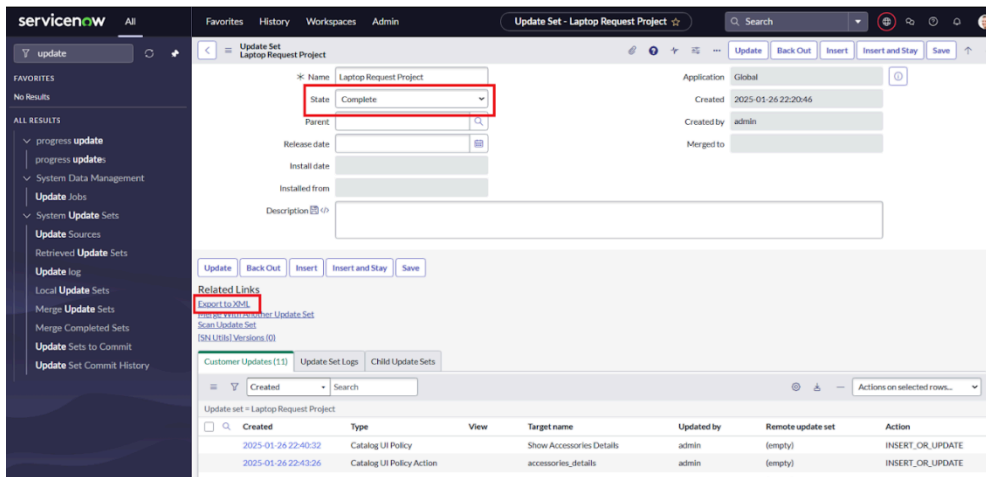 servicenow All Favorites History Workspaces Admin Update Set - Laptop Request Project Search
update
FAVORITES
No Results
ALL RESULTS
progress update
progress updates
System Data Management
Update Jobs
System Update Sets
Update Sources
Retrieved Update Sets
Update log
Local Update Sets
Merge Update Sets
Merge Completed Sets
Update Sets to Commit
Update Set Commit History
Update Set
Laptop Request Project
Update Back Out Insert Insert and Stay Save
Name Laptop Request Project
State Complete
Parent
Release date
Install date
Installed from
Description
Application Global
Created 2025-01-26 22:20:46
Created by admin
Merged to
Update Back Out Insert Insert and Stay Save
Related Links
Export to XML
Merge With Another Update Set
Scan Update Set
[SN Utils] Versions (0)
Customer Updates (11) Update Set Logs Child Update Sets
Created Search Actions on selected rows...
Update set = Laptop Request Project
Created Type View Target name Updated by Remote update set Action
2025-01-26 22:40:32 Catalog UI Policy Show Accessories Details admin (empty) INSERT_OR_UPDATE
2025-01-26 22:43:26 Catalog UI Policy Action accessories_details admin (empty) INSERT_OR_UPDATE